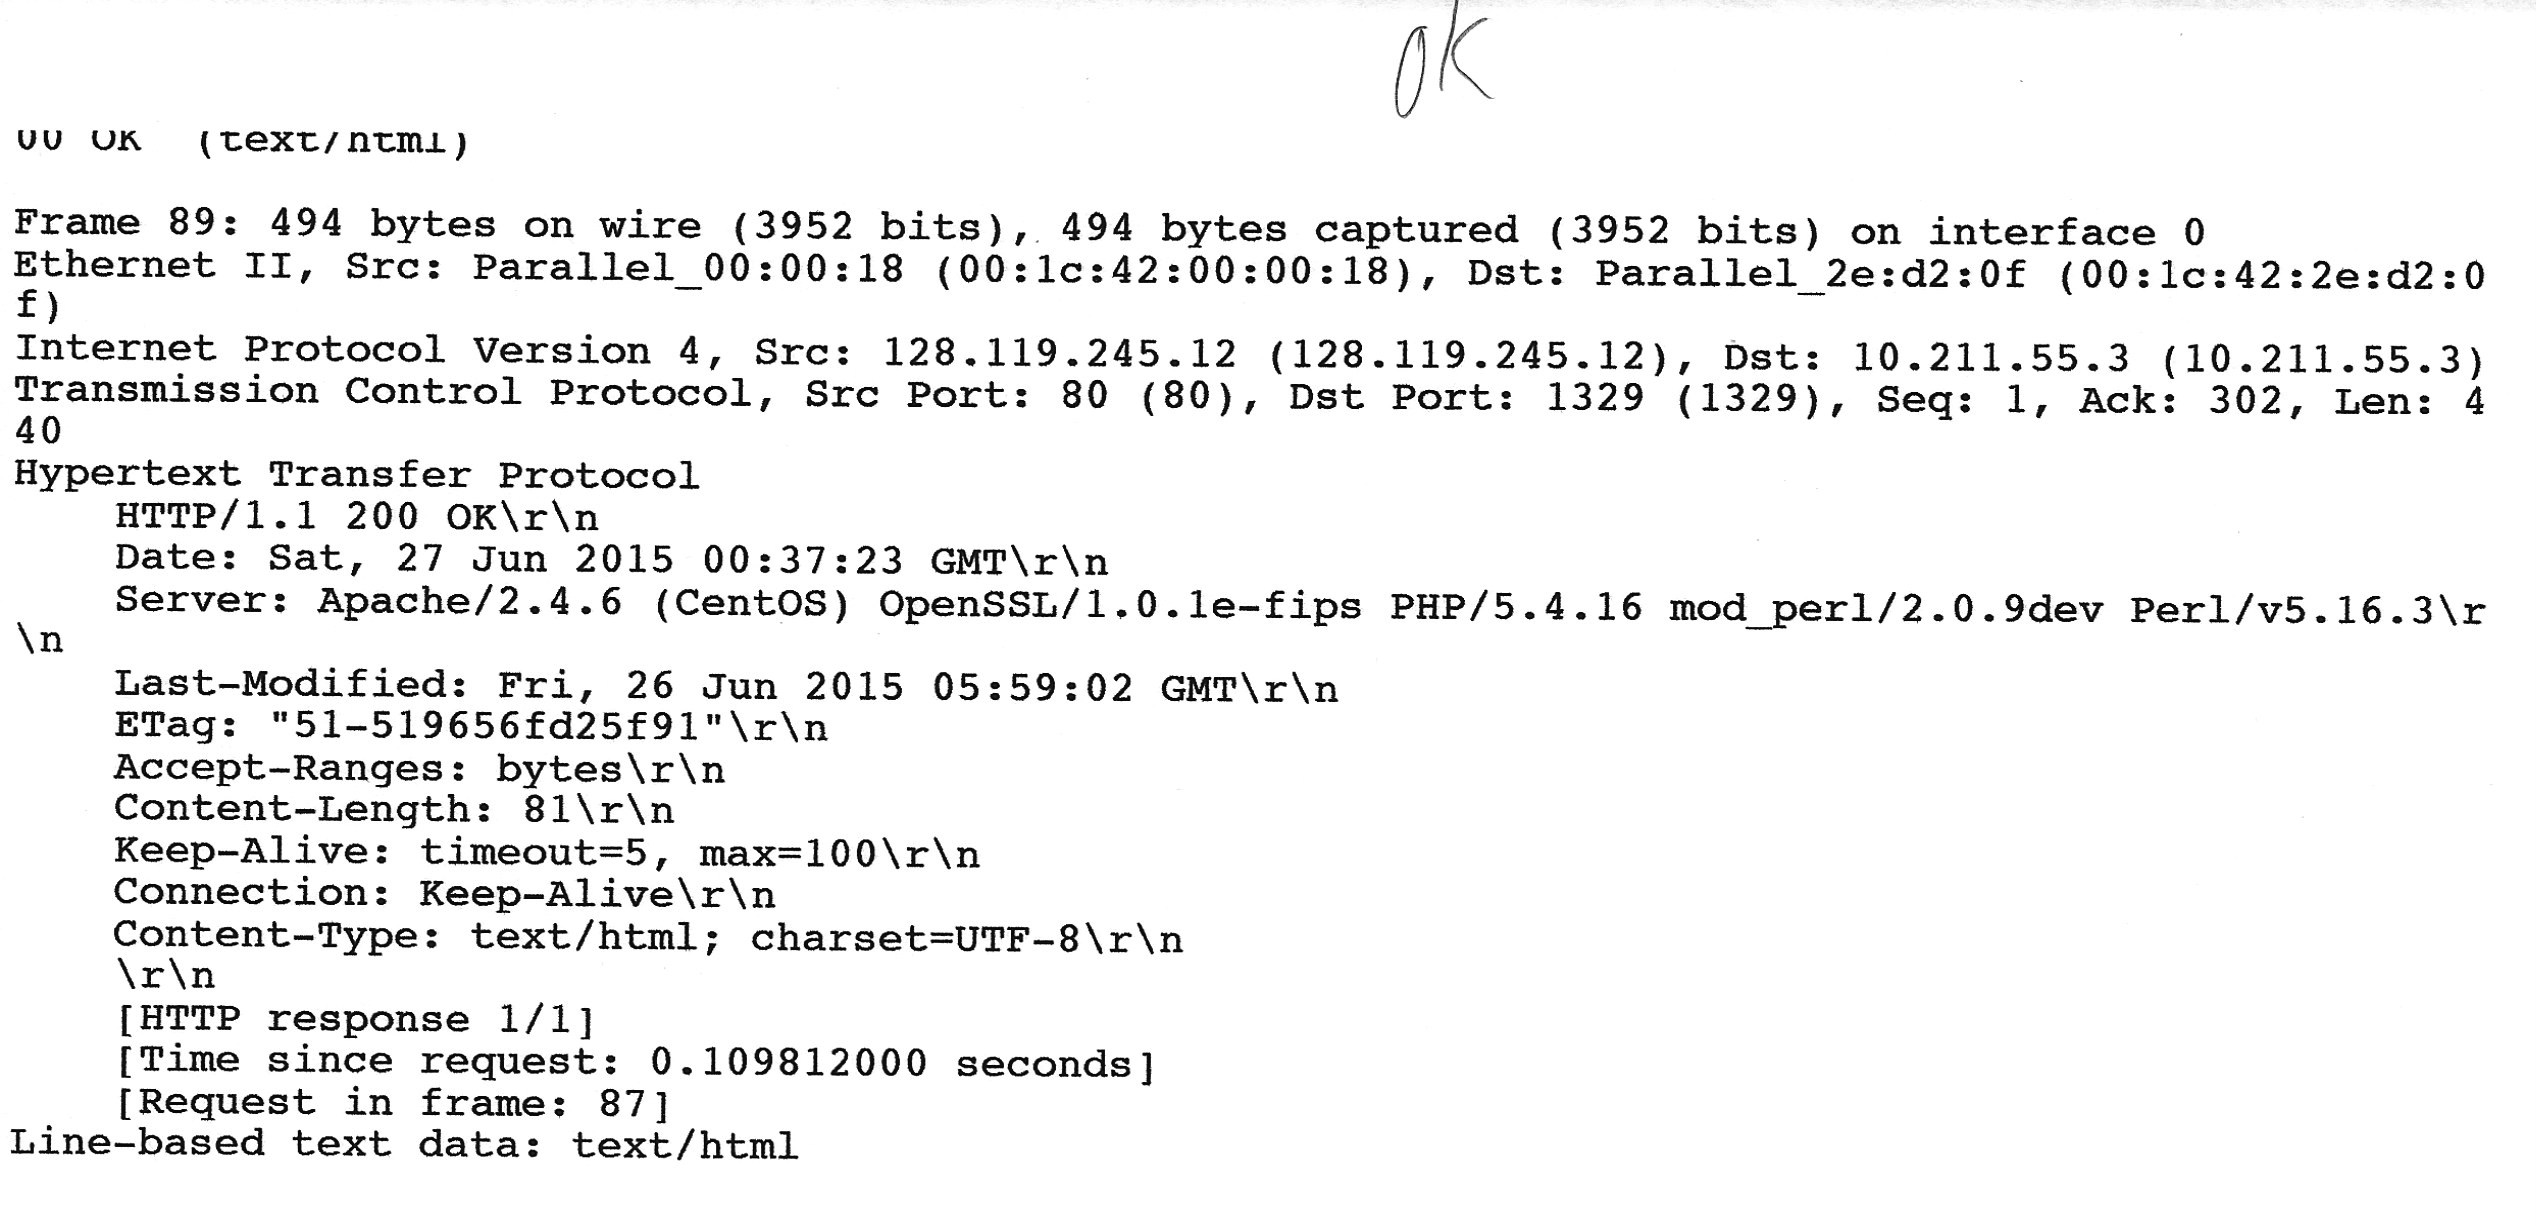 OK
00 OK  (text/html)
Frame 89: 494 bytes on wire (3952 bits), 494 bytes captured (3952 bits) on interface 0
Ethernet II, Src: Parallel_00:00:18 (00:1c:42:00:00:18), Dst: Parallel_2e:d2:0f (00:1c:42:2e:d2:0
f)
Internet Protocol Version 4, Src: 128.119.245.12 (128.119.245.12), Dst: 10.211.55.3 (10.211.55.3)
Transmission Control Protocol, Src Port: 80 (80), Dst Port: 1329 (1329), Seq: 1, Ack: 302, Len: 4
40
Hypertext Transfer Protocol
    HTTP/1.1 200 OK\r\n
    Date: Sat, 27 Jun 2015 00:37:23 GMT\r\n
    Server: Apache/2.4.6 (CentOS) OpenSSL/1.0.1e-fips PHP/5.4.16 mod_perl/2.0.9dev Perl/v5.16.3\r
\n
    Last-Modified: Fri, 26 Jun 2015 05:59:02 GMT\r\n
    ETag: "51-519656fd25f91"\r\n
    Accept-Ranges: bytes\r\n
    Content-Length: 81\r\n
    Keep-Alive: timeout=5, max=100\r\n
    Connection: Keep-Alive\r\n
    Content-Type: text/html; charset=UTF-8\r\n
    \r\n
    [HTTP response 1/1]
    [Time since request: 0.109812000 seconds]
    [Request in frame: 87]
Line-based text data: text/html